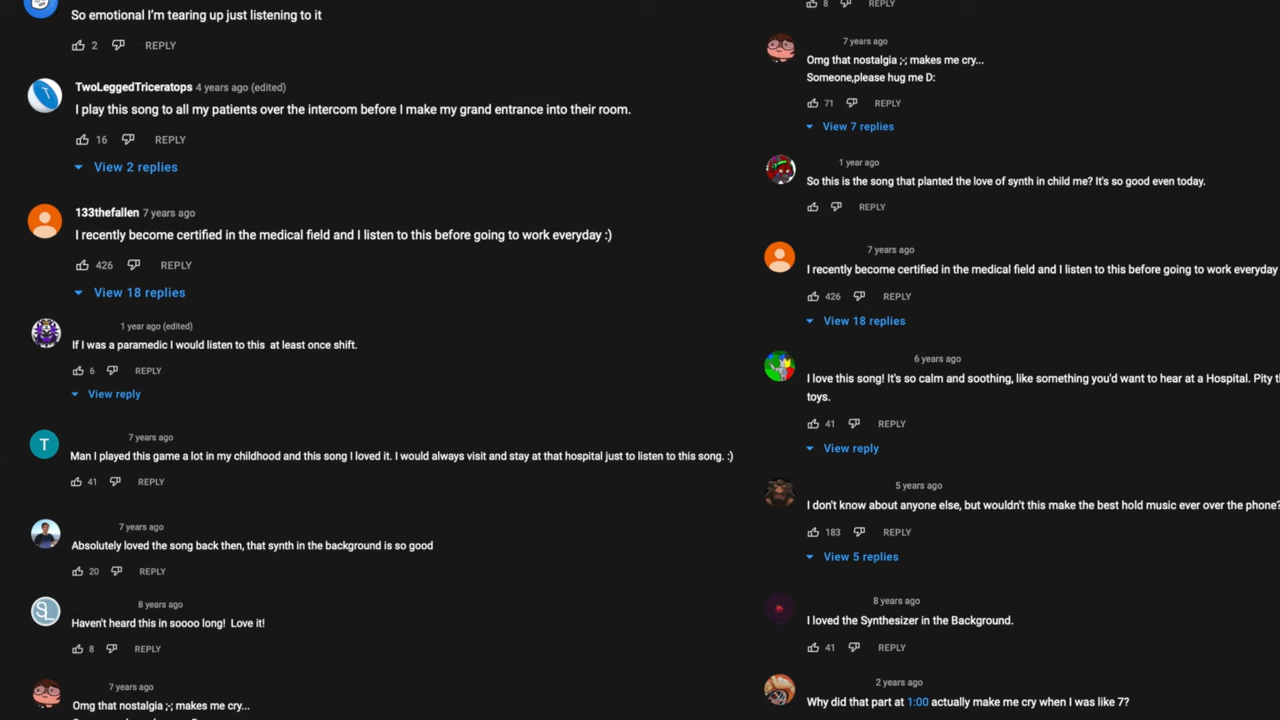 So emotional I'm tearing up just listening to it
2 REPLY
TwoLeggedTriceratops 4 years ago (edited)
I play this song to all my patients over the intercom before I make my grand entrance into their room.
16 REPLY
View 2 replies
133thefallen 7 years ago
I recently become certified in the medical field and I listen to this before going to work everyday :)
426 REPLY
View 18 replies
1 year ago (edited)
If I was a paramedic I would listen to this at least once shift.
6 REPLY
View reply
T
7 years ago
Man I played this game a lot in my childhood and this song I loved it. I would always visit and stay at that hospital just to listen to this song. :)
41 REPLY
7 years ago
Absolutely loved the song back then, that synth in the background is so good
20 REPLY
SL
8 years ago
Haven't heard this in soooo long! Love it!
8 REPLY
7 years ago
Omg that nostalgia ;-; makes me cry...
8 REPLY
7 years ago
Omg that nostalgia ;-; makes me cry...
Someone,please hug me D:
71 REPLY
View 7 replies
1 year ago
So this is the song that planted the love of synth in child me? It's so good even today.
REPLY
7 years ago
I recently become certified in the medical field and I listen to this before going to work everyday
426 REPLY
View 18 replies
6 years ago
I love this song! It's so calm and soothing, like something you'd want to hear at a Hospital. Pity
toys.
41 REPLY
View reply
5 years ago
I don't know about anyone else, but wouldn't this make the best hold music ever over the phone?
183 REPLY
View 5 replies
8 years ago
I loved the Synthesizer in the Background.
41 REPLY
2 years ago
Why did that part at 1:00 actually make me cry when I was like 7?